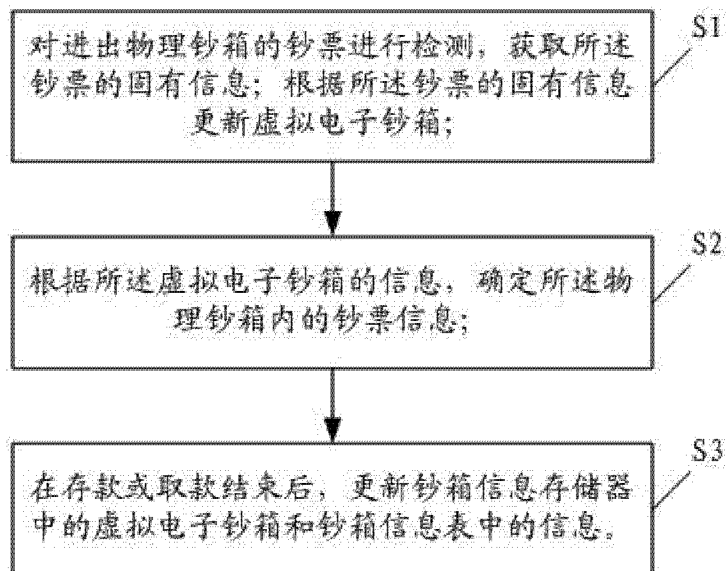 S1
对进出物理钞箱的钞票进行检测，获取所述
钞票的固有信息；根据所述钞票的固有信息
更新虚拟电子钞箱；
S2
根据所述虚拟电子钞箱的信息，确定所述物
理钞箱内的钞票信息；
S3
在存款或取款结束后，更新钞箱信息存储器
中的虚拟电子钞箱和钞箱信息表中的信息。